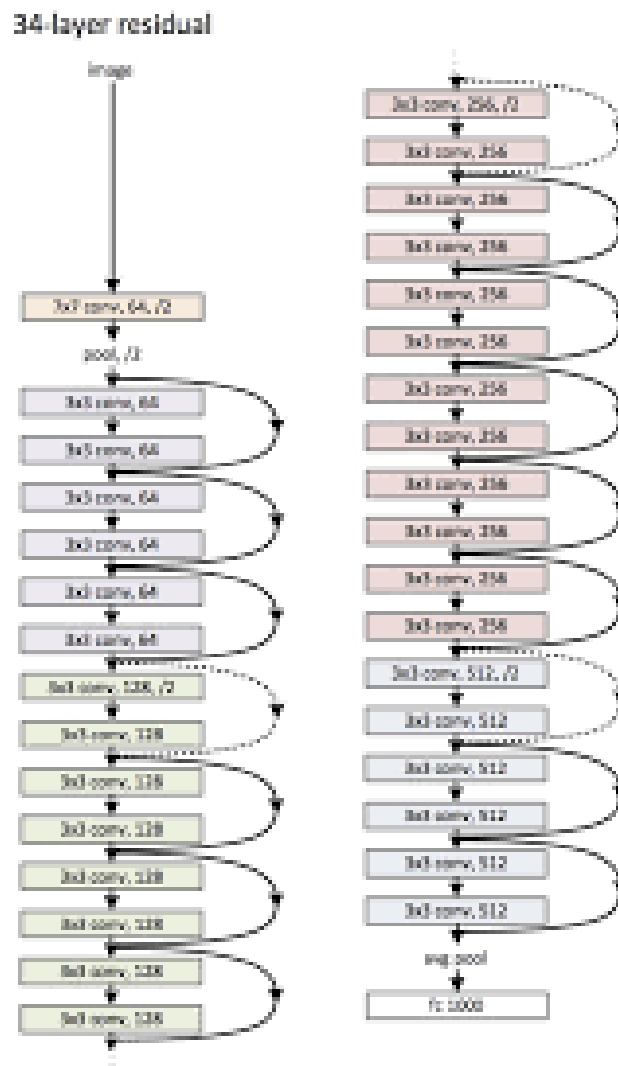 34-layer residual
image
7x7 conv, 64, /2
pool, /2
3x3 conv, 64
3x3 conv, 64
3x3 conv, 64
3x3 conv, 64
3x3 conv, 64
3x3 conv, 64
3x3 conv, 128, /2
3x3 conv, 128
3x3 conv, 128
3x3 conv, 128
3x3 conv, 128
3x3 conv, 128
3x3 conv, 128
3x3 conv, 128
3x3 conv, 256, /2
3x3 conv, 256
3x3 conv, 256
3x3 conv, 256
3x3 conv, 256
3x3 conv, 256
3x3 conv, 256
3x3 conv, 256
3x3 conv, 256
3x3 conv, 256
3x3 conv, 256
3x3 conv, 256
3x3 conv, 512, /2
3x3 conv, 512
3x3 conv, 512
3x3 conv, 512
3x3 conv, 512
3x3 conv, 512
avg pool
fc 1000